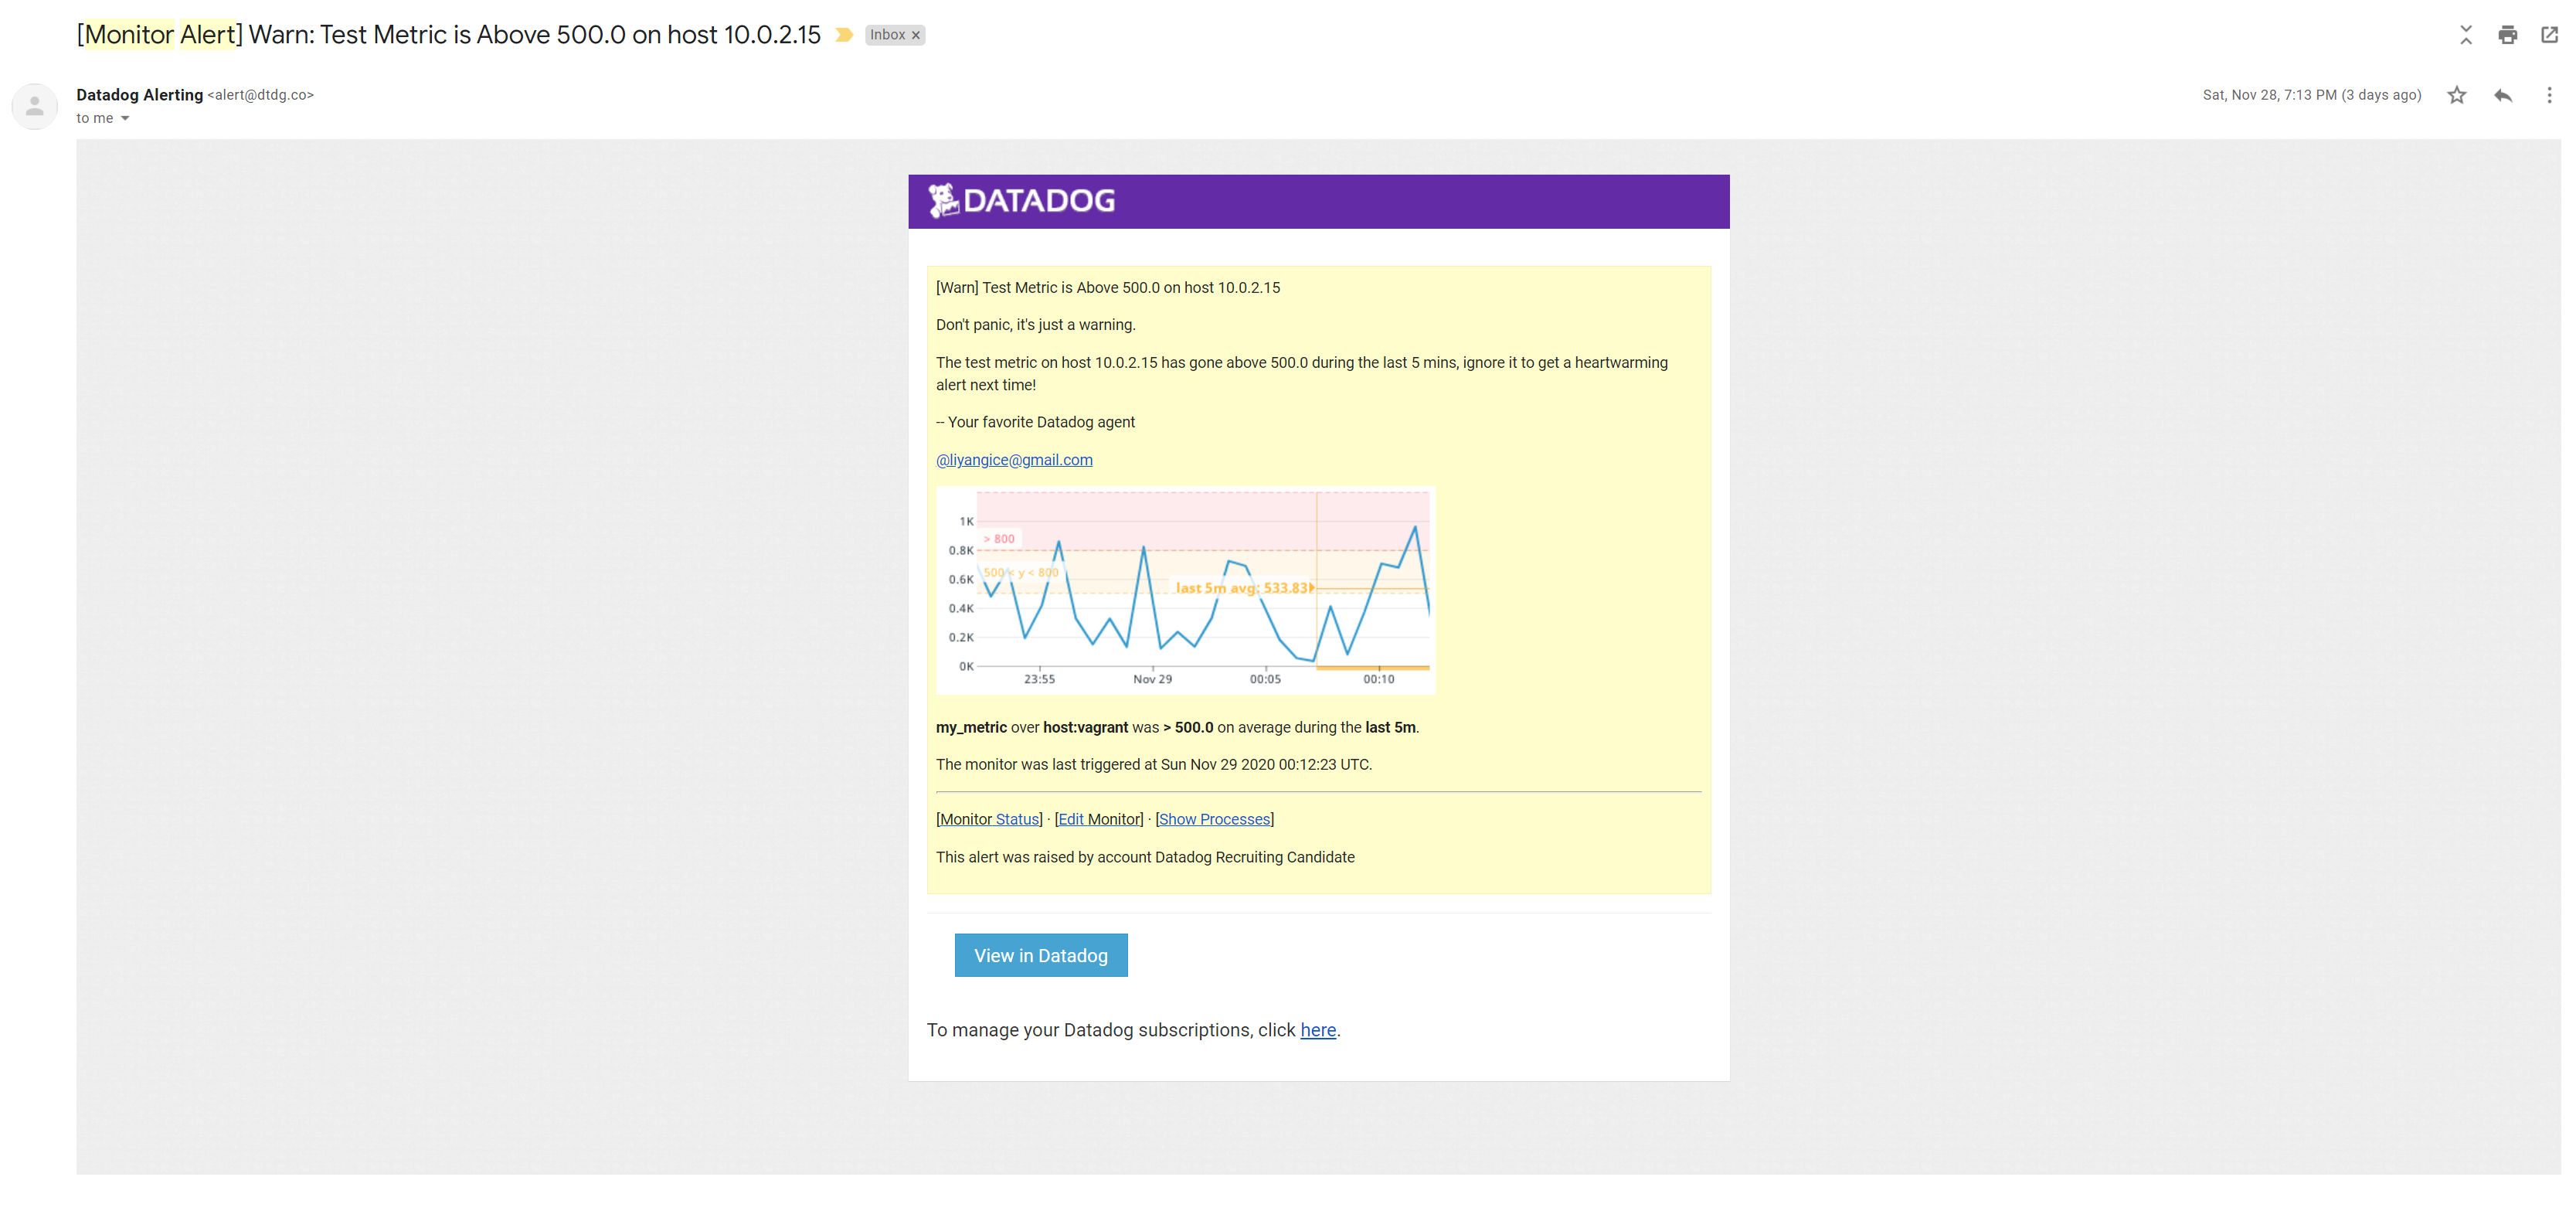 [Monitor Alert] Warn: Test Metric is Above 500.0 on host 10.0.2.15
Inbox ×
Datadog Alerting <alert@dtdg.co>
Sat, Nov 28, 7:13 PM (3 days ago)
to me
DATADOG
[Warn] Test Metric is Above 500.0 on host 10.0.2.15
Don't panic, it's just a warning.
The test metric on host 10.0.2.15 has gone above 500.0 during the last 5 mins, ignore it to get a heartwarming
alert next time!
-- Your favorite Datadog agent
@liyangice@gmail.com
1K
> 800
0.8K
500 < y < 800
0.6K
last 5m avg: 533.83
0.4K
0.2K
0K
23:55 Nov 29 00:05 00:10
my_metric over host:vagrant was > 500.0 on average during the last 5m.
The monitor was last triggered at Sun Nov 29 2020 00:12:23 UTC.
[Monitor Status] · [Edit Monitor] · [Show Processes]
This alert was raised by account Datadog Recruiting Candidate
View in Datadog
To manage your Datadog subscriptions, click here.